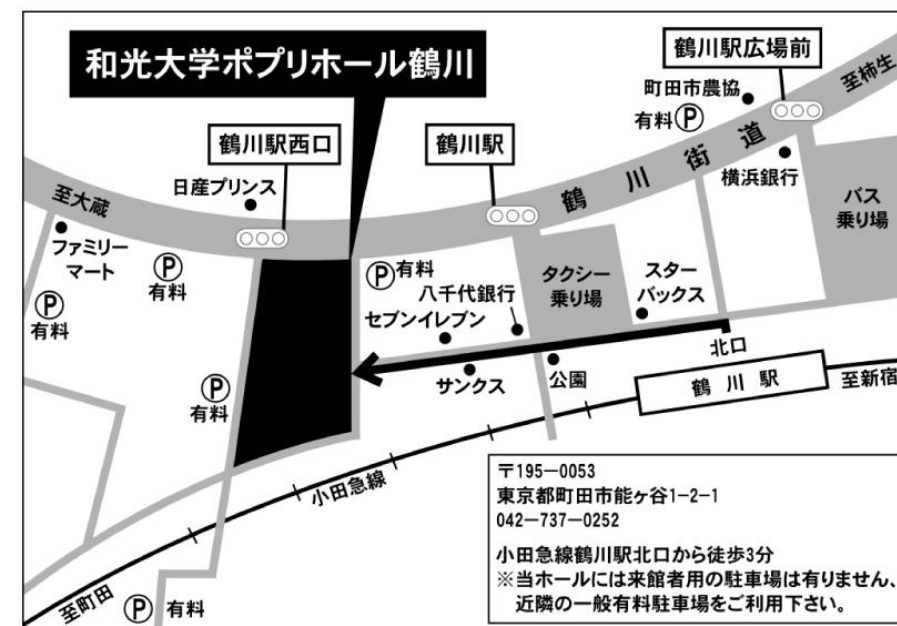 和光大学ポプリホール鶴川
鶴川駅広場前
至柿生
町田市農協
有料Ⓟ
鶴川駅西口
鶴川駅
鶴川街道
横浜銀行
バス
乗り場
日産プリンス
至大蔵
ファミリー
マート
Ⓟ
有料
Ⓟ
有料
Ⓟ有料
八千代銀行
セブンイレブン
タクシー
乗り場
スター
バックス
北口
サンクス
公園
鶴川駅
至新宿
Ⓟ
有料
小田急線
至町田
Ⓟ 有料
〒195－0053
東京都町田市能ヶ谷1－2－1
042－737－0252
小田急線鶴川駅北口から徒歩3分
※当ホールには来館者用の駐車場は有りません、
近隣の一般有料駐車場をご利用下さい。